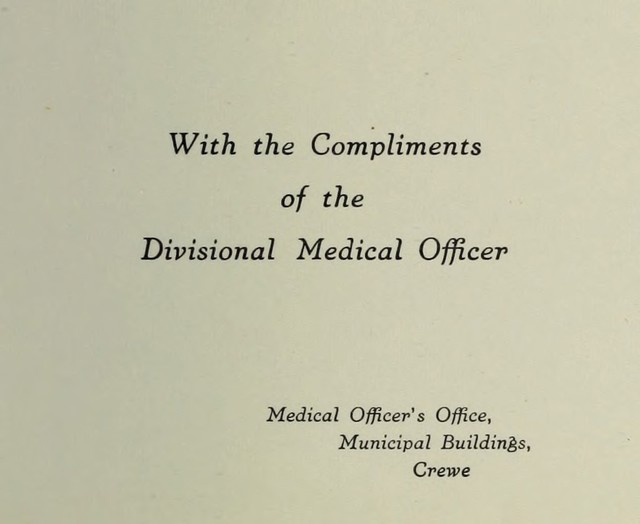 With the Compliments
of the
Divisional Medical Officer
Medical Officer's Office,
Municipal Buildings,
Crewe